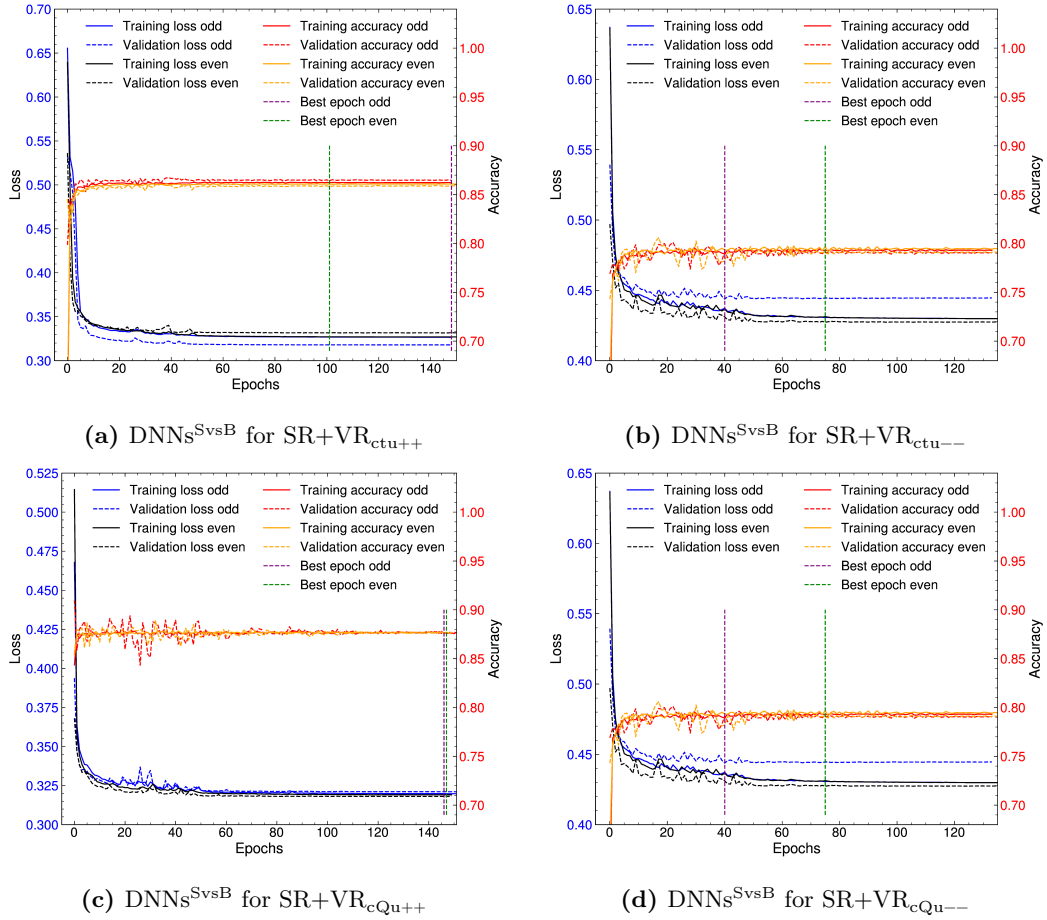 0.70
0.65
0.60
0.55
0.50
0.45
0.40
0.35
0.30
Loss
Training loss odd
Validation loss odd
Training loss even
Validation loss even
Training accuracy odd
Validation accuracy odd
Training accuracy even
Validation accuracy even
Best epoch odd
Best epoch even
1.00
0.95
0.90
0.85
0.80
0.75
0.70
Accuracy
0 20 40 60 80 100 120 140
Epochs
(a) DNNs^SvsB for SR+VR_ctu++
0.65
0.60
0.55
0.50
0.45
0.40
Loss
Training loss odd
Validation loss odd
Training loss even
Validation loss even
Training accuracy odd
Validation accuracy odd
Training accuracy even
Validation accuracy even
Best epoch odd
Best epoch even
1.00
0.95
0.90
0.85
0.80
0.75
0.70
Accuracy
0 20 40 60 80 100 120
Epochs
(b) DNNs^SvsB for SR+VR_ctu−−
0.525
0.500
0.475
0.450
0.425
0.400
0.375
0.350
0.325
0.300
Loss
Training loss odd
Validation loss odd
Training loss even
Validation loss even
Training accuracy odd
Validation accuracy odd
Training accuracy even
Validation accuracy even
Best epoch odd
Best epoch even
1.00
0.95
0.90
0.85
0.80
0.75
0.70
Accuracy
0 20 40 60 80 100 120 140
Epochs
(c) DNNs^SvsB for SR+VR_cQu++
0.65
0.60
0.55
0.50
0.45
0.40
Loss
Training loss odd
Validation loss odd
Training loss even
Validation loss even
Training accuracy odd
Validation accuracy odd
Training accuracy even
Validation accuracy even
Best epoch odd
Best epoch even
1.00
0.95
0.90
0.85
0.80
0.75
0.70
Accuracy
0 20 40 60 80 100 120
Epochs
(d) DNNs^SvsB for SR+VR_cQu−−